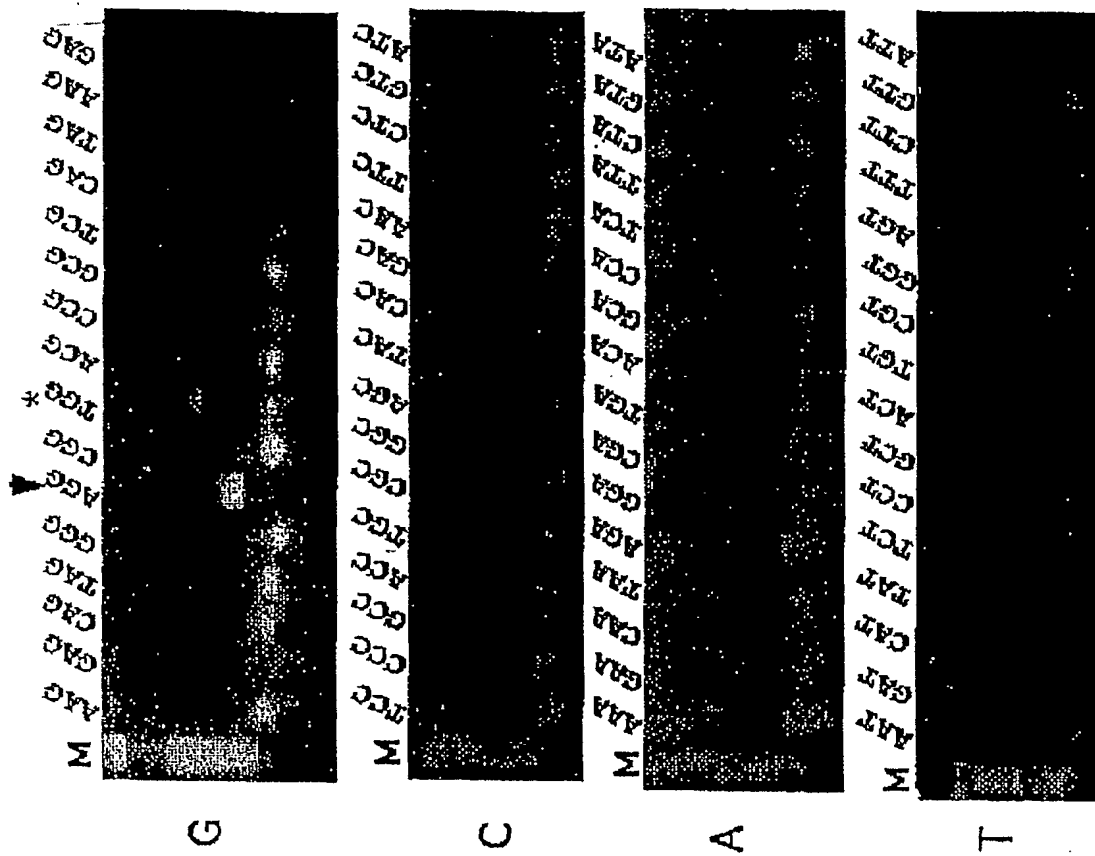 *
M AAG GAG CAG TAG GGG AGG CGG TGG ACG CCG GCG TCG CAG TAG AAG GAG
G
M TCC CCC GCC ACC TGC CGC GGC AGC TAC CAC GAC AAC TTC CTC GTC ATC
C
M AAA GAA CAA TAA AGA GGA CGA TGA ACA GCA CCA TCA TTA CTA GTA ATA
A
M AAT GAT CAT TAT TCT CCT GCT ACT TGT CGT GGT AGT TTT CTT GTT ATT
T